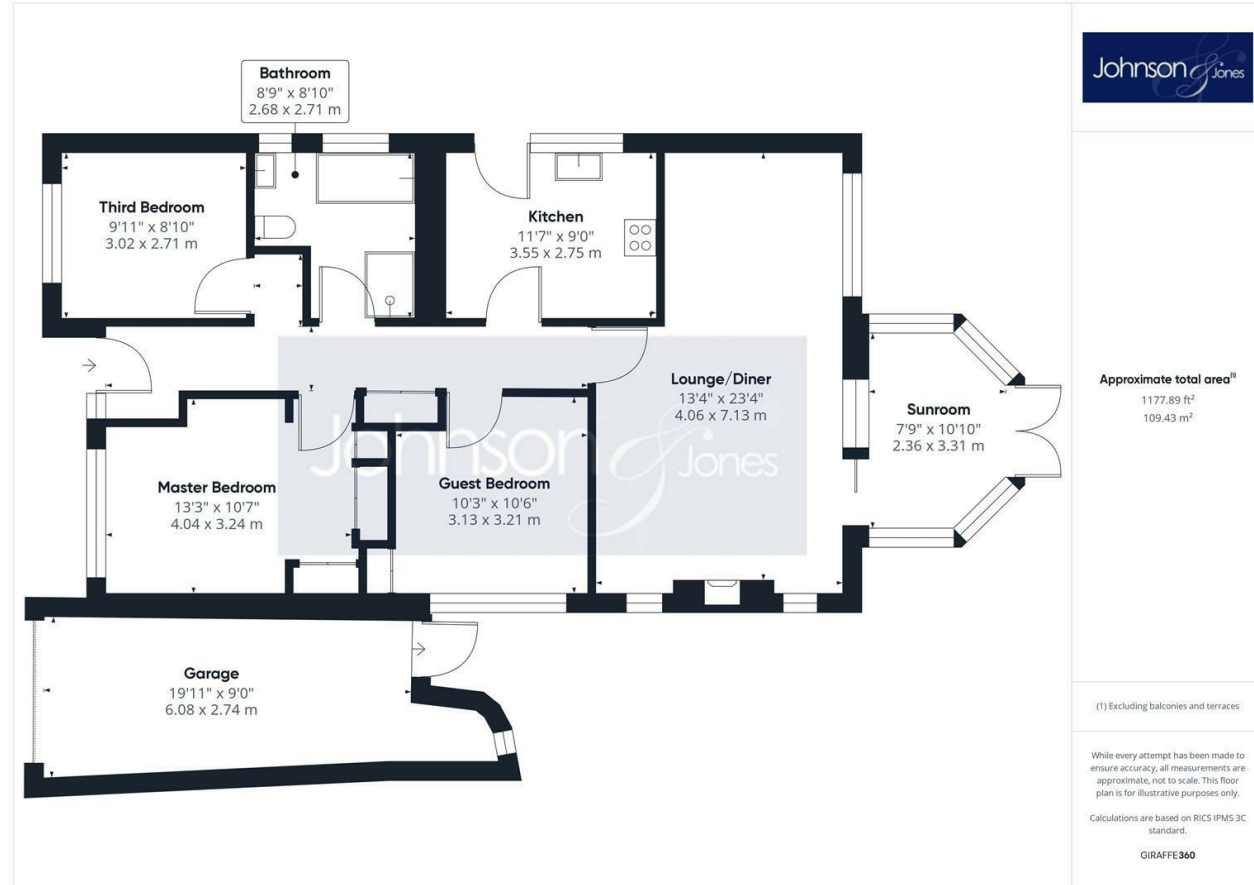 Bathroom
8'9" x 8'10"
2.68 x 2.71 m
Third Bedroom
9'11" x 8'10"
3.02 x 2.71 m
Kitchen
11'7" x 9'0"
3.55 x 2.75 m
Lounge/Diner
13'4" x 23'4"
4.06 x 7.13 m
Sunroom
7'9" x 10'10"
2.36 x 3.31 m
Master Bedroom
13'3" x 10'7"
4.04 x 3.24 m
Guest Bedroom
10'3" x 10'6"
3.13 x 3.21 m
Johnson & Jones
Garage
19'11" x 9'0"
6.08 x 2.74 m
Johnson & Jones
Approximate total area⁽¹⁾
1177.89 ft²
109.43 m²
(1) Excluding balconies and terraces
While every attempt has been made to
ensure accuracy, all measurements are
approximate, not to scale. This floor
plan is for illustrative purposes only.
Calculations are based on RICS IPMS 3C
standard.
GIRAFFE360